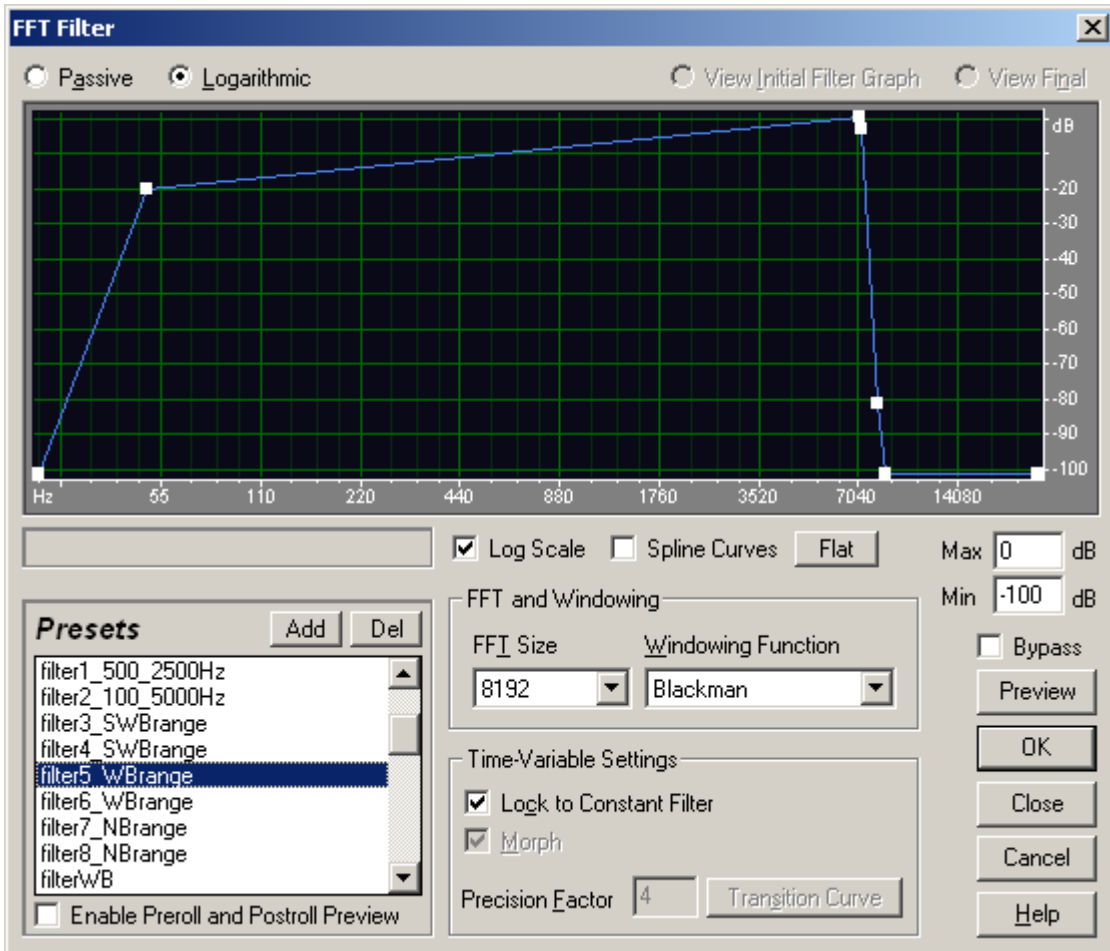 FFT Filter
Passive Logarithmic View Initial Filter Graph View Final
dB
-20
-30
-40
-50
-60
-70
-80
-90
-100
Hz 55 110 220 440 880 1760 3520 7040 14080
Log Scale Spline Curves Flat Max 0 dB
Min -100 dB
Presets Add Del
filter1_500_2500Hz
filter2_100_5000Hz
filter3_SWBrange
filter4_SWBrange
filter5_WBrange
filter6_WBrange
filter7_NBrange
filter8_NBrange
filterWB
Enable Preroll and Postroll Preview
FFT and Windowing
FFT Size Windowing Function
8192 Blackman
Time-Variable Settings
Lock to Constant Filter
Morph
Precision Factor 4 Transition Curve
Bypass
Preview
OK
Close
Cancel
Help